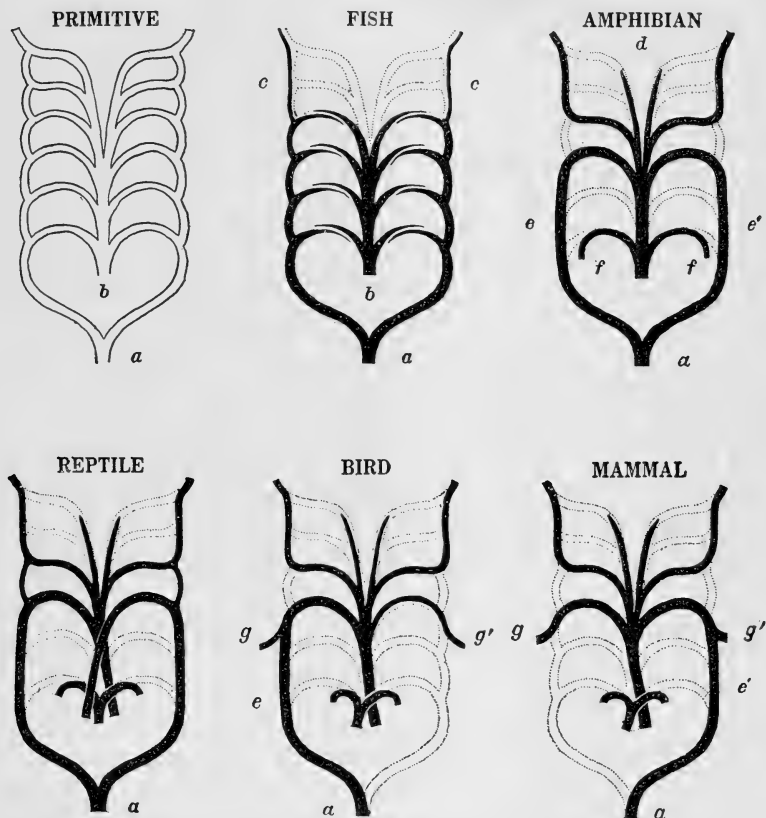 PRIMITIVE FISH AMPHIBIAN
d
c c
e e'
b b f f
a a a
REPTILE BIRD MAMMAL
g g' g g'
e e'
a a a